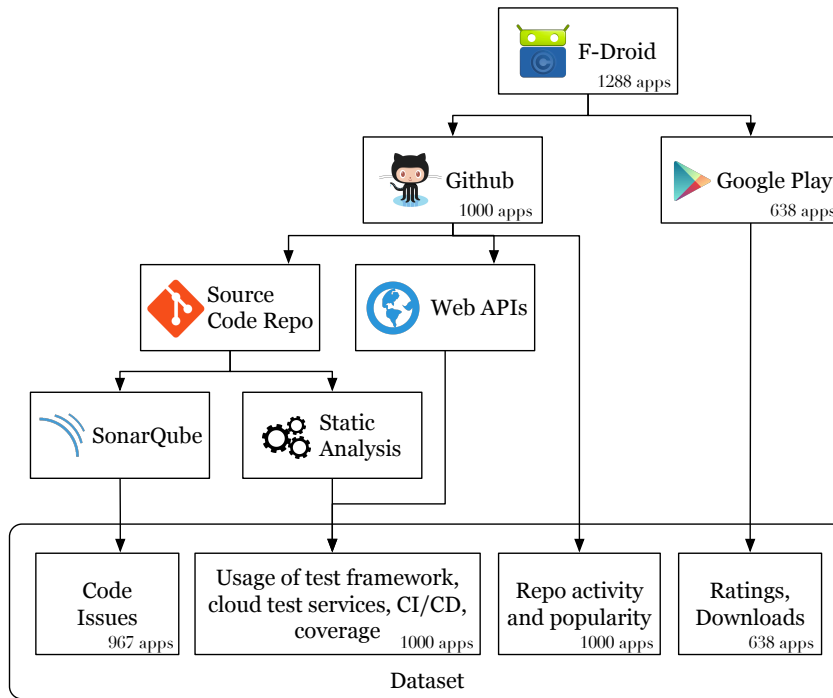 F-Droid
1288 apps
Github
1000 apps
Google Play
638 apps
Source
Code Repo
Web APIs
SonarQube
Static
Analysis
Code
Issues
967 apps
Usage of test framework,
cloud test services, CI/CD,
coverage
1000 apps
Repo activity
and popularity
1000 apps
Ratings,
Downloads
638 apps
Dataset